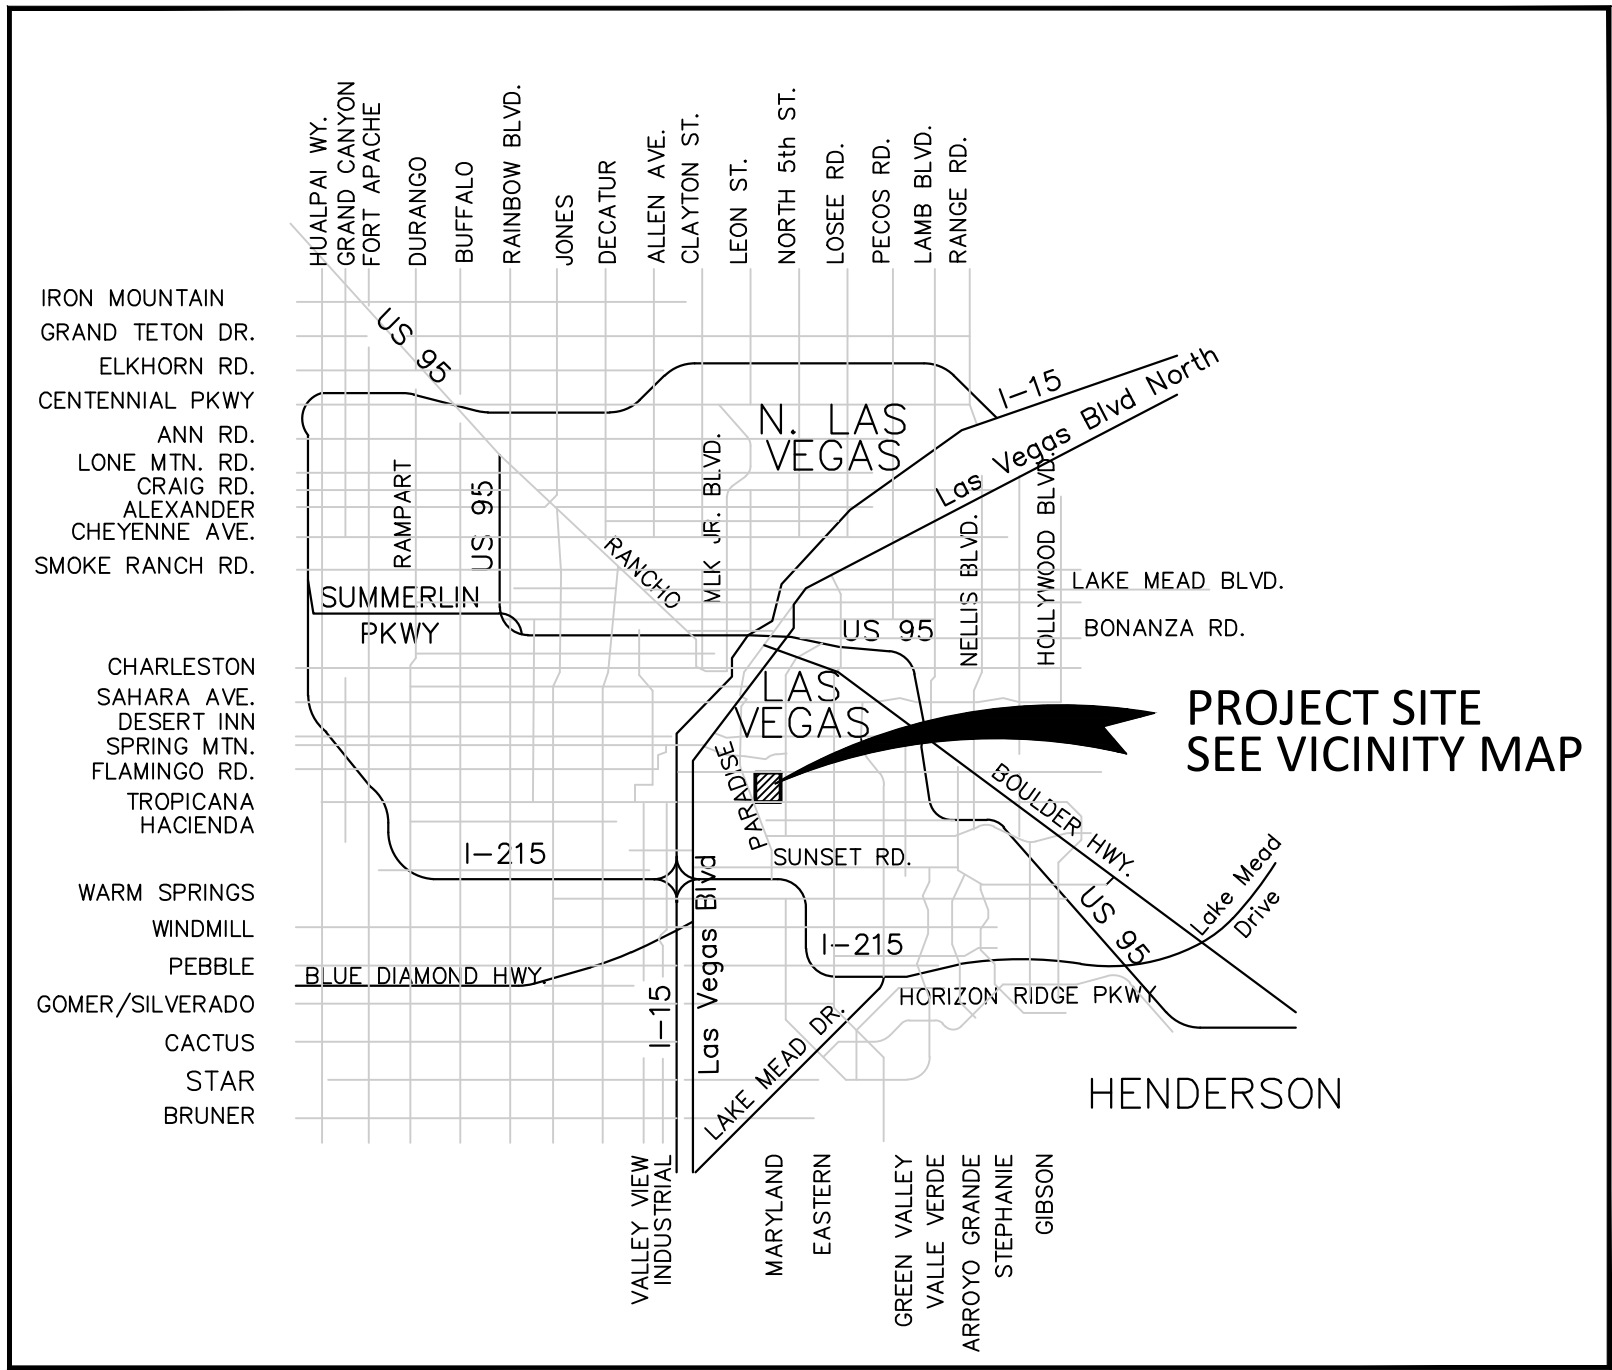 HUALPAI WY.
GRAND CANYON
FORT APACHE
DURANGO
BUFFALO
RAINBOW BLVD.
JONES
DECATUR
ALLEN AVE.
CLAYTON ST.
LEON ST.
NORTH 5th ST.
LOSEE RD.
PECOS RD.
LAMB BLVD.
RANGE RD.
IRON MOUNTAIN
GRAND TETON DR.
ELKHORN RD.
CENTENNIAL PKWY
ANN RD.
LONE MTN. RD.
CRAIG RD.
ALEXANDER
CHEYENNE AVE.
SMOKE RANCH RD.
CHARLESTON
SAHARA AVE.
DESERT INN
SPRING MTN.
FLAMINGO RD.
TROPICANA
HACIENDA
WARM SPRINGS
WINDMILL
PEBBLE
GOMER/SILVERADO
CACTUS
STAR
BRUNER
US 95
I-15
Las Vegas Blvd North
N. LAS
VEGAS
RAMPART
US 95
RANCHO
MLK JR. BLVD.
NELLIS BLVD.
HOLLYWOOD BLVD.
LAKE MEAD BLVD.
BONANZA RD.
SUMMERLIN
PKWY
US 95
LAS
VEGAS
PROJECT SITE
SEE VICINITY MAP
PARADISE
BOULDER HWY.
SUNSET RD.
I-215
Las Vegas Blvd
US 95
Lake Mead
Drive
I-215
BLUE DIAMOND HWY.
I-15
HORIZON RIDGE PKWY
LAKE MEAD DR.
HENDERSON
VALLEY VIEW
INDUSTRIAL
MARYLAND
EASTERN
GREEN VALLEY
VALLE VERDE
ARROYO GRANDE
STEPHANIE
GIBSON